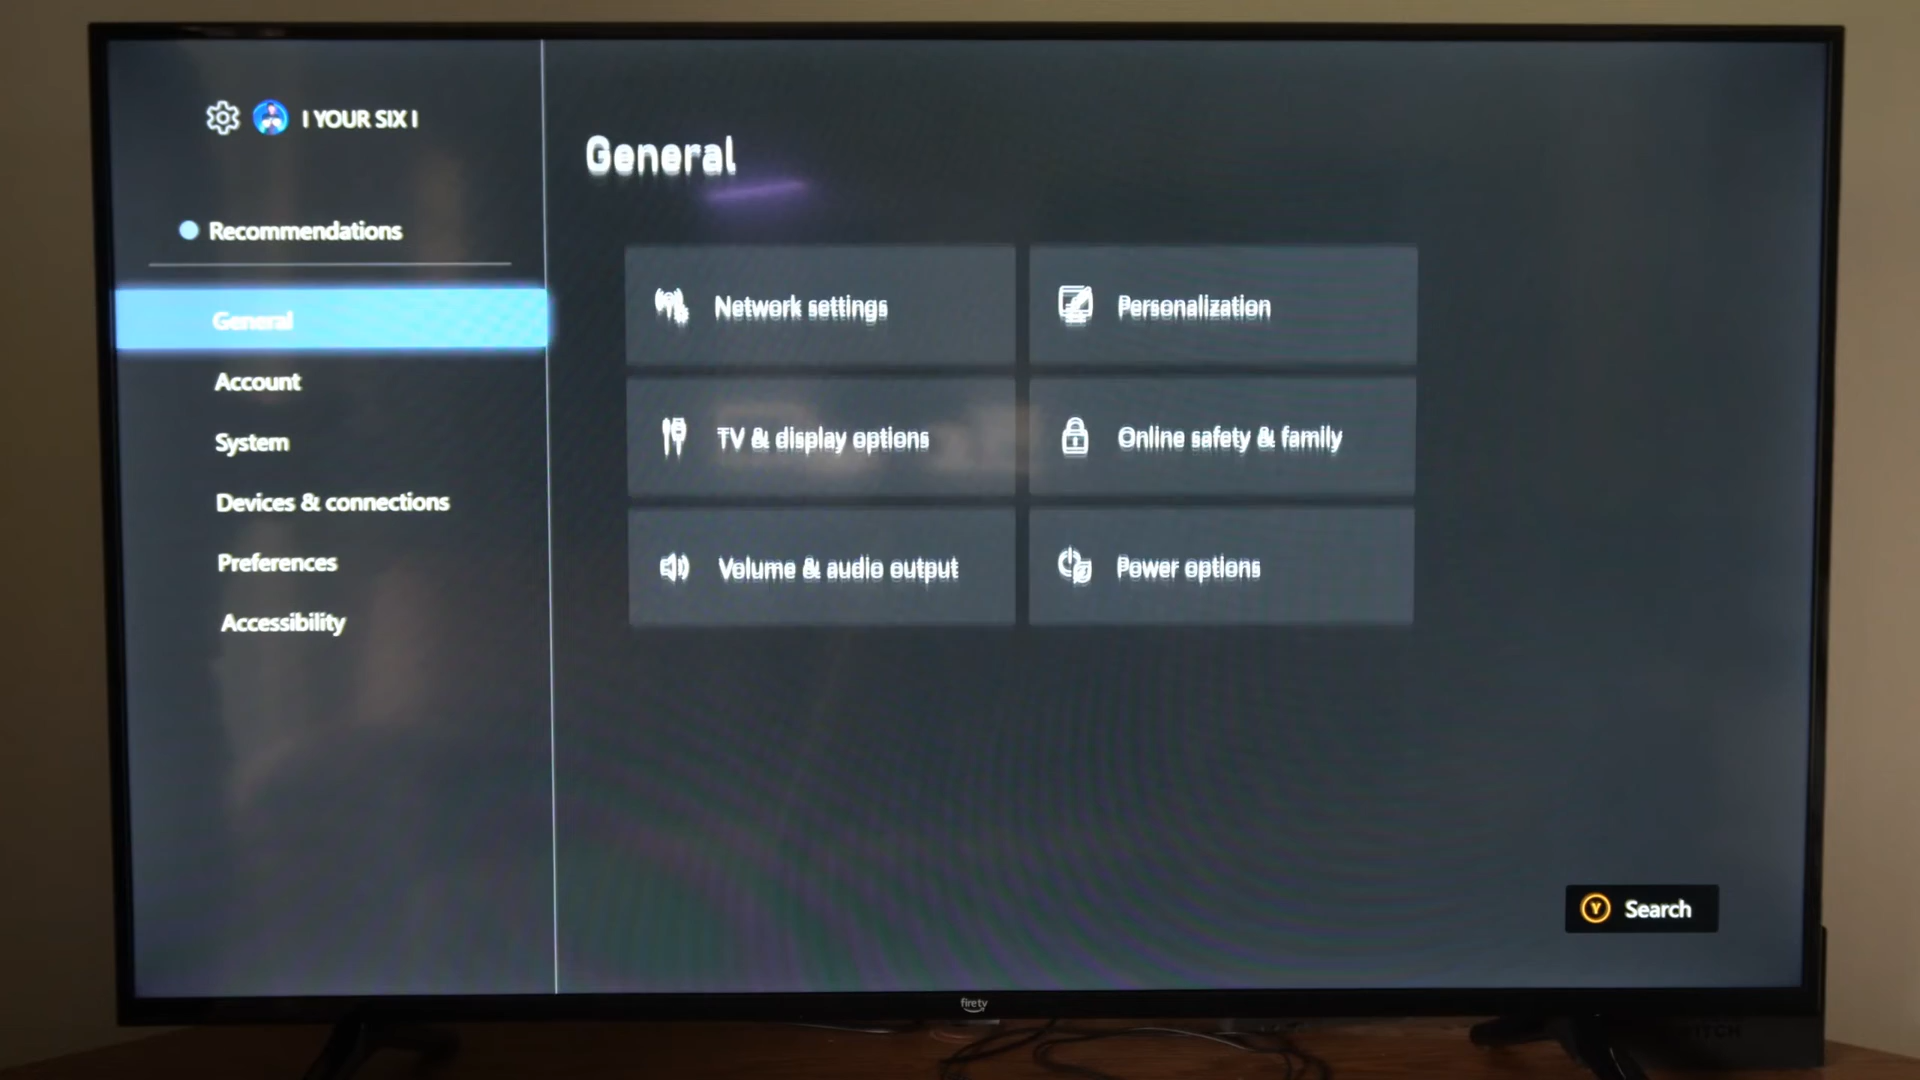 I YOUR SIX I
Recommendations
General
Account
System
Devices & connections
Preferences
Accessibility
General
Network settings
Personalization
TV & display options
Online safety & family
Volume & audio output
Power options
Y Search
firetv